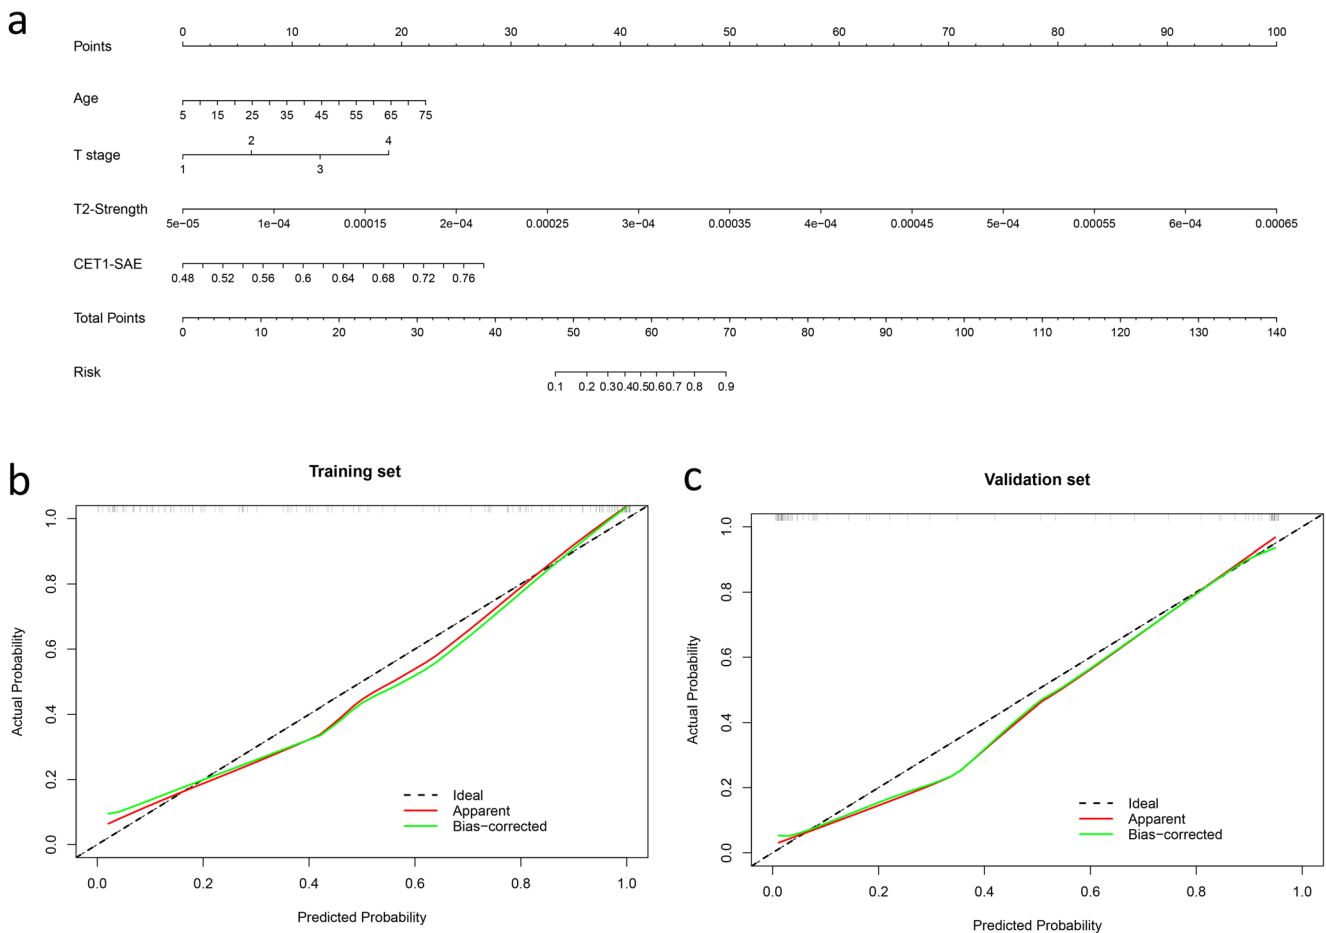 a
Points
0 10 20 30 40 50 60 70 80 90 100
Age
5 15 25 35 45 55 65 75
T stage
2 4
1 3
T2-Strength
5e-05 1e-04 0.00015 2e-04 0.00025 3e-04 0.00035 4e-04 0.00045 5e-04 0.00055 6e-04 0.00065
CET1-SAE
0.48 0.52 0.56 0.6 0.64 0.68 0.72 0.76
Total Points
0 10 20 30 40 50 60 70 80 90 100 110 120 130 140
Risk
0.1 0.2 0.3 0.4 0.5 0.6 0.7 0.8 0.9
b
Training set
Actual Probability
1.0
0.8
0.6
0.4
0.2
0.0
Ideal
Apparent
Bias-corrected
0.0 0.2 0.4 0.6 0.8 1.0
Predicted Probability
c
Validation set
Actual Probability
1.0
0.8
0.6
0.4
0.2
0.0
Ideal
Apparent
Bias-corrected
0.0 0.2 0.4 0.6 0.8 1.0
Predicted Probability